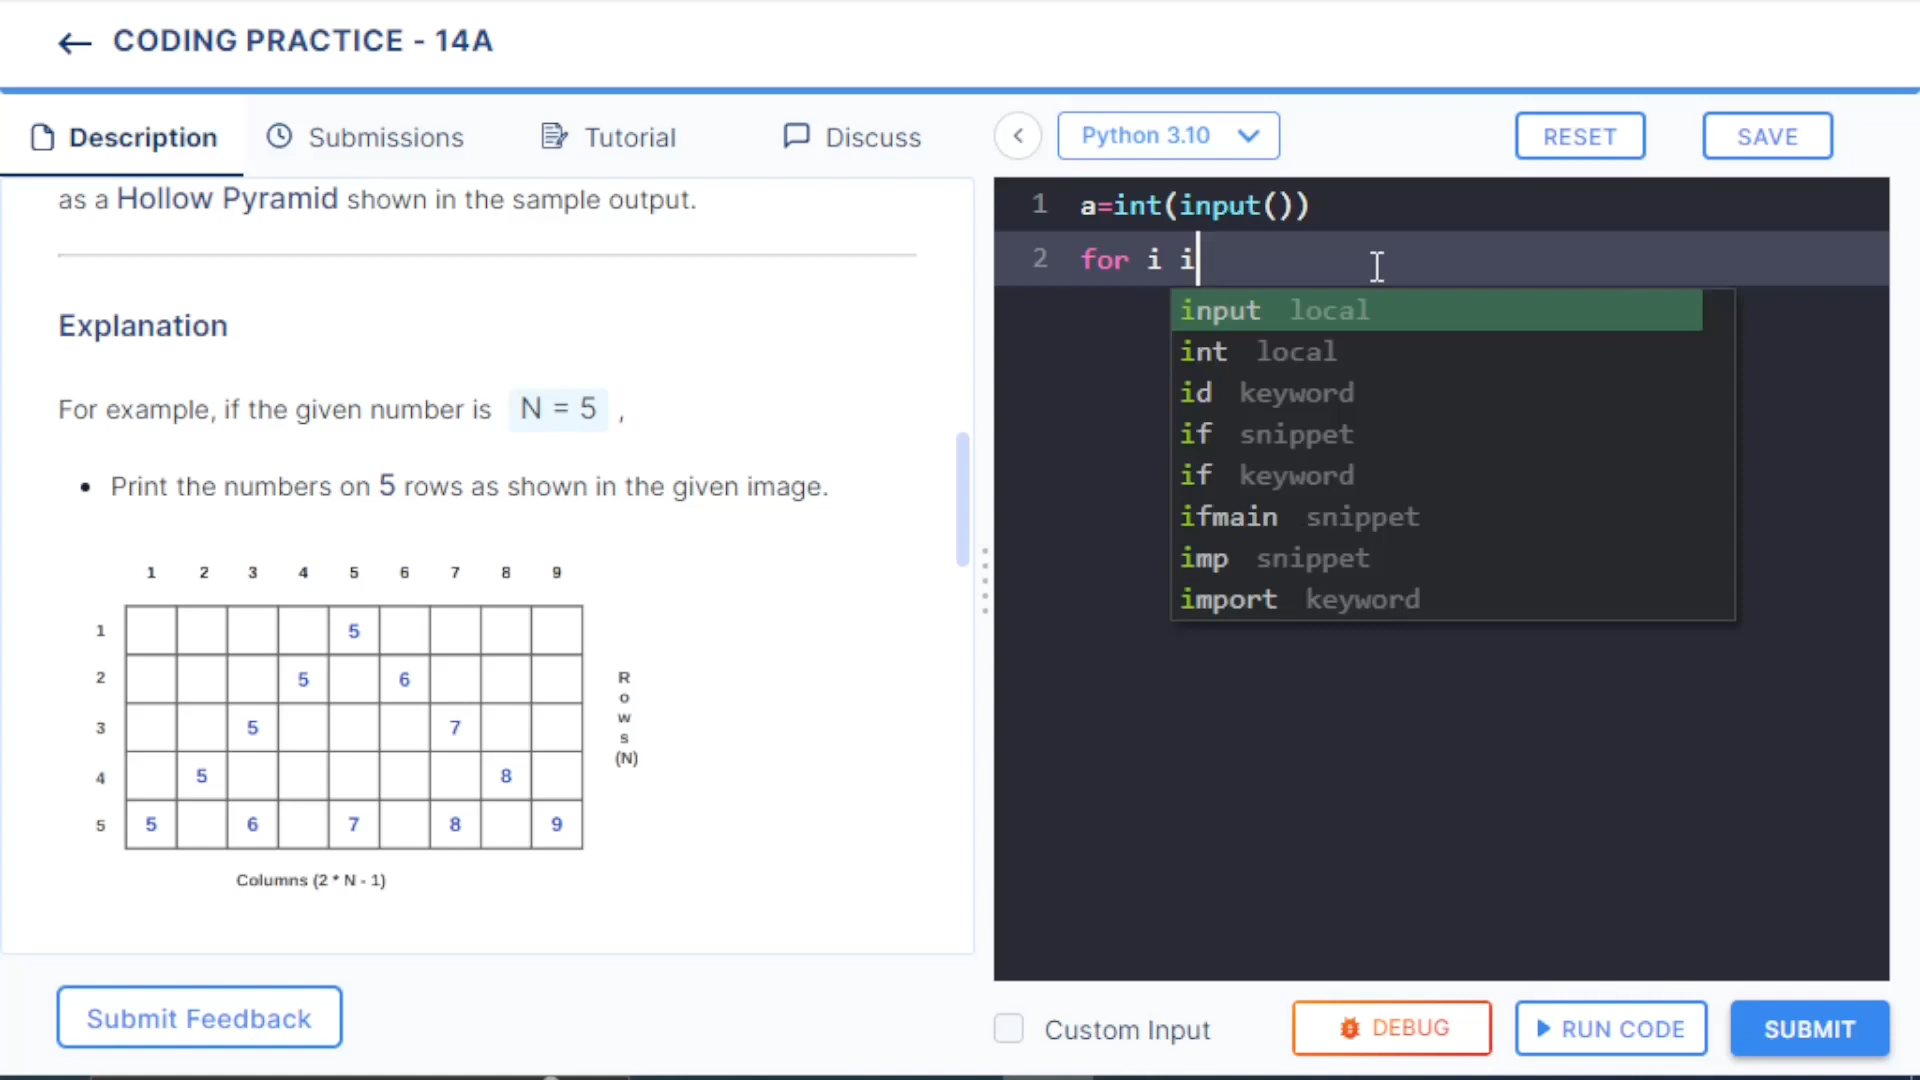 CODING PRACTICE - 14A
Description
Submissions
Tutorial
Discuss
Python 3.10
RESET
SAVE
as a Hollow Pyramid shown in the sample output.
Explanation
For example, if the given number is N = 5 ,
• Print the numbers on 5 rows as shown in the given image.
1 2 3 4 5 6 7 8 9
1 5
2 5 6
3 5 7
4 5 8
5 5 6 7 8 9
Rows (N)
Columns (2 * N - 1)
Submit Feedback
1 a=int(input())
2 for i i
input local
int local
id keyword
if snippet
if keyword
ifmain snippet
imp snippet
import keyword
Custom Input
DEBUG
RUN CODE
SUBMIT